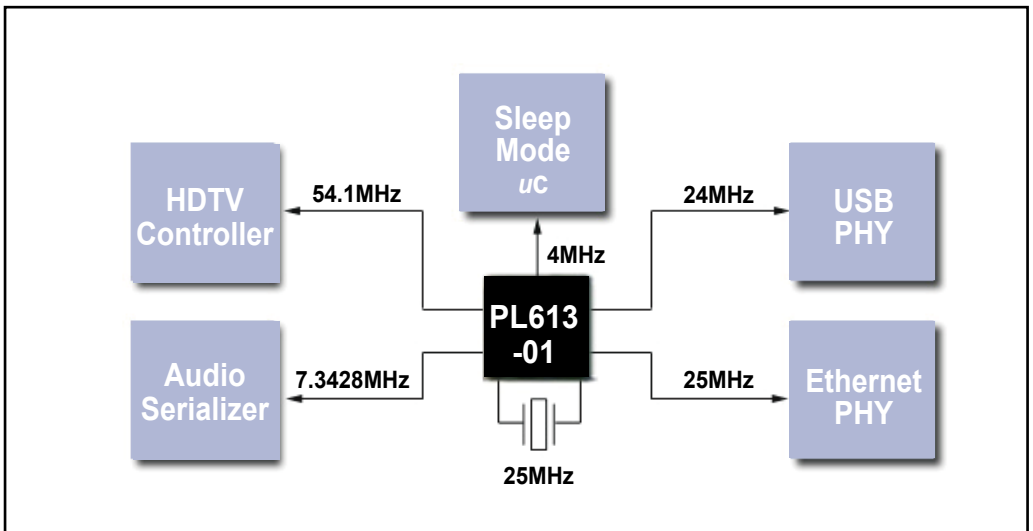 Sleep
Mode
uC
HDTV
Controller
54.1MHz
24MHz
USB
PHY
4MHz
PL613
-01
Audio
Serializer
7.3428MHz
25MHz
Ethernet
PHY
25MHz